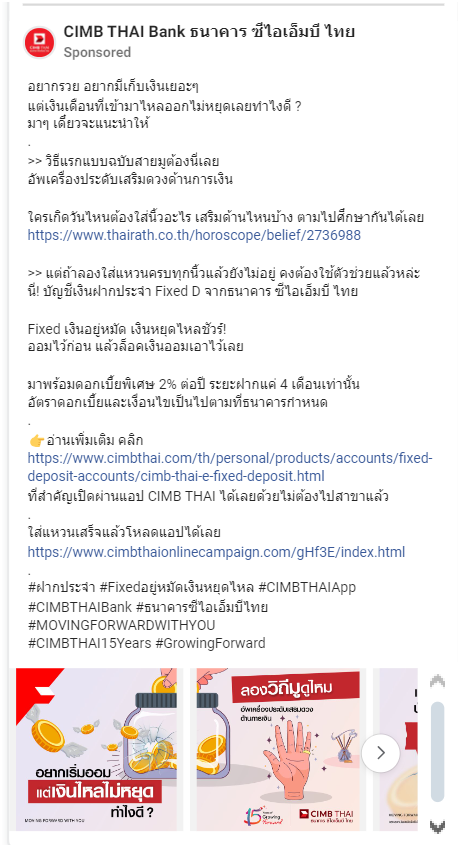 CIMB THAI Bank ธนาคาร ซีไอเอ็มบี ไทย
Sponsored
อยากรวย อยากมีเก็บเงินเยอะๆ
แต่เงินเดือนที่เข้ามาไหลออกไม่หยุดเลยทำไงดี ?
มาๆ เดี๋ยวจะแนะนำให้
.
>> วิธีแรกแบบฉบับสายมูต้องนี่เลย
อัพเครื่องประดับเสริมดวงด้านการเงิน
ใครเกิดวันไหนต้องใส่นิ้วอะไร เสริมด้านไหนบ้าง ตามไปศึกษากันได้เลย
https://www.thairath.co.th/horoscope/belief/2736988
>> แต่ถ้าลองใส่แหวนครบทุกนิ้วแล้วยังไม่อยู่ คงต้องใช้ตัวช่วยแล้วหล่ะ
นี่! บัญชีเงินฝากประจำ Fixed D จากธนาคาร ซีไอเอ็มบี ไทย
Fixed เงินอยู่หมัด เงินหยุดไหลชัวร์!
ออมไว้ก่อน แล้วล็อคเงินออมเอาไว้เลย
มาพร้อมดอกเบี้ยพิเศษ 2% ต่อปี ระยะฝากแค่ 4 เดือนเท่านั้น
อัตราดอกเบี้ยและเงื่อนไขเป็นไปตามที่ธนาคารกำหนด
.
👉อ่านเพิ่มเติม คลิก
https://www.cimbthai.com/th/personal/products/accounts/fixed-
deposit-accounts/cimb-thai-e-fixed-deposit.html
ที่สำคัญเปิดผ่านแอป CIMB THAI ได้เลยด้วยไม่ต้องไปสาขาแล้ว
.
ใส่แหวนเสร็จแล้วโหลดแอปได้เลย
https://www.cimbthaionlinecampaign.com/gHf3E/index.html
.
#ฝากประจำ #Fixedอยู่หมัดเงินหยุดไหล #CIMBTHAIApp
#CIMBTHAIBank #ธนาคารซีไอเอ็มบีไทย
#MOVINGFORWARDWITHYOU
#CIMBTHAI15Years #GrowingForward
อยากเริ่มออม
แต่เงินไหลไม่หยุด
ทำไงดี ?
MOVING FORWARD WITH YOU
ลองวิถีมูดูไหม
อัพเครื่องประดับเสริมดวง
ด้านการเงิน
15 Years of Growing Forward
CIMB THAI
ธนาคาร ซีไอเอ็มบี ไทย